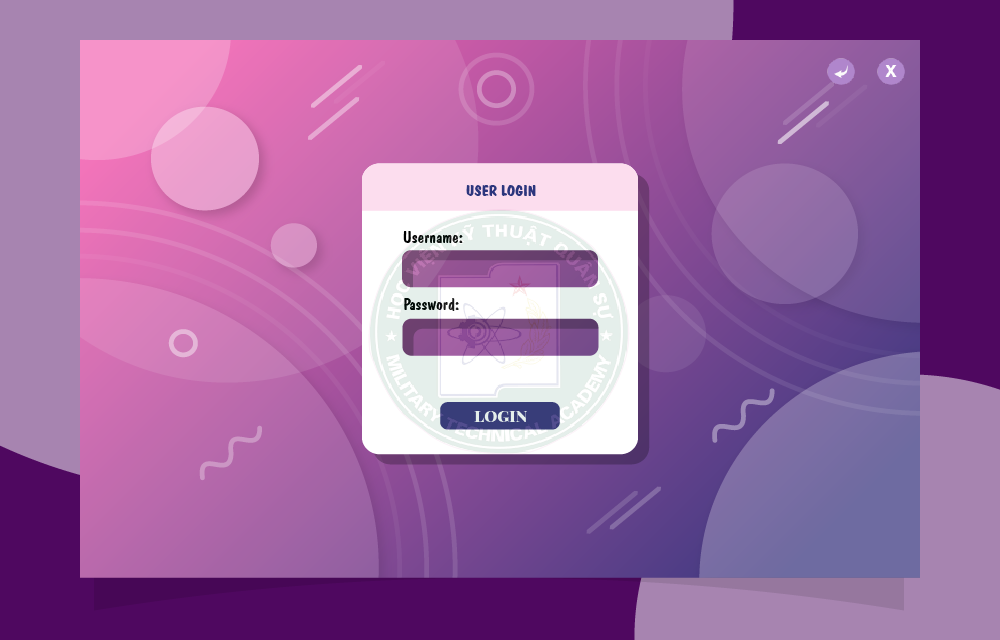 X
USER LOGIN
Username:
HỌC VIỆN KỸ THUẬT QUÂN SỰ
Password:
MILITARY TECHNICAL ACADEMY
LOGIN